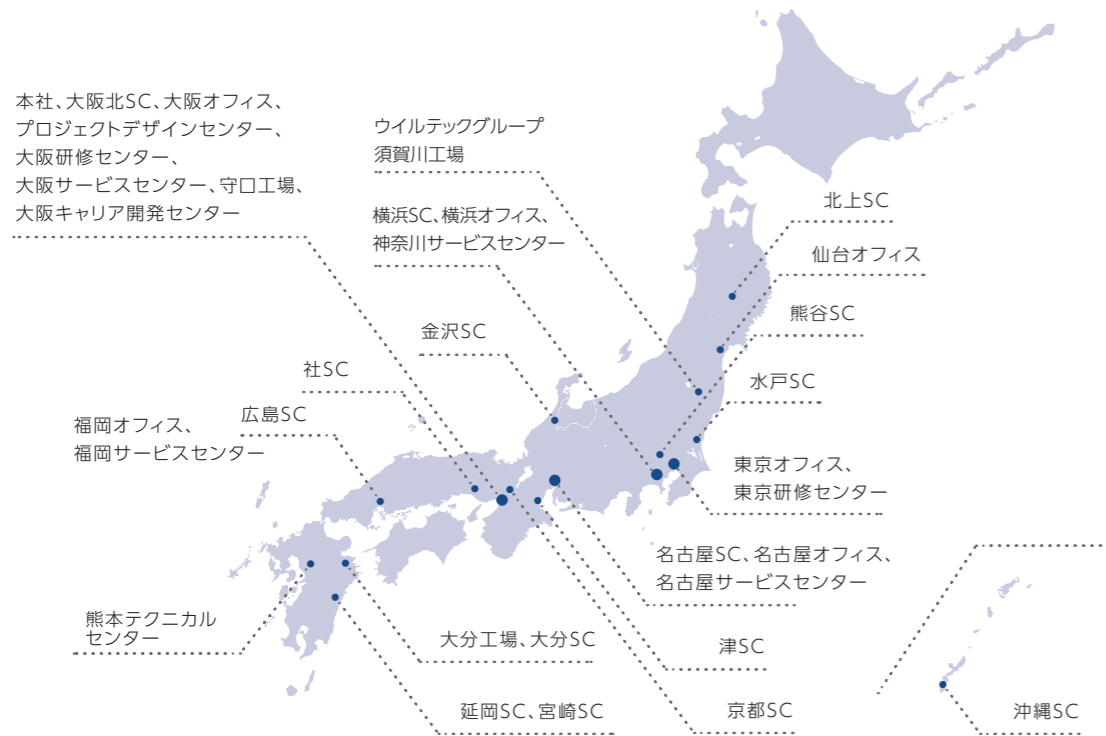 本社、大阪北SC、大阪オフィス、
プロジェクトデザインセンター、
大阪研修センター、
大阪サービスセンター、守口工場、
大阪キャリア開発センター
ウイルテックグループ
須賀川工場
横浜SC、横浜オフィス、
神奈川サービスセンター
北上SC
仙台オフィス
熊谷SC
金沢SC
社SC
水戸SC
広島SC
福岡オフィス、
福岡サービスセンター
東京オフィス、
東京研修センター
名古屋SC、名古屋オフィス、
名古屋サービスセンター
熊本テクニカル
センター
大分工場、大分SC
津SC
延岡SC、宮崎SC
京都SC
沖縄SC